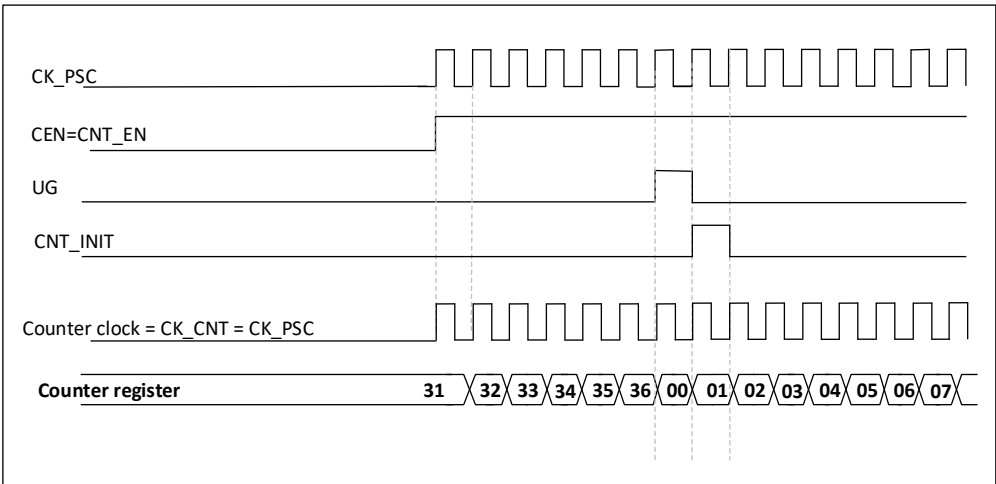 CK_PSC
CEN=CNT_EN
UG
CNT_INIT
Counter clock = CK_CNT = CK_PSC
Counter register 31 32 33 34 35 36 00 01 02 03 04 05 06 07